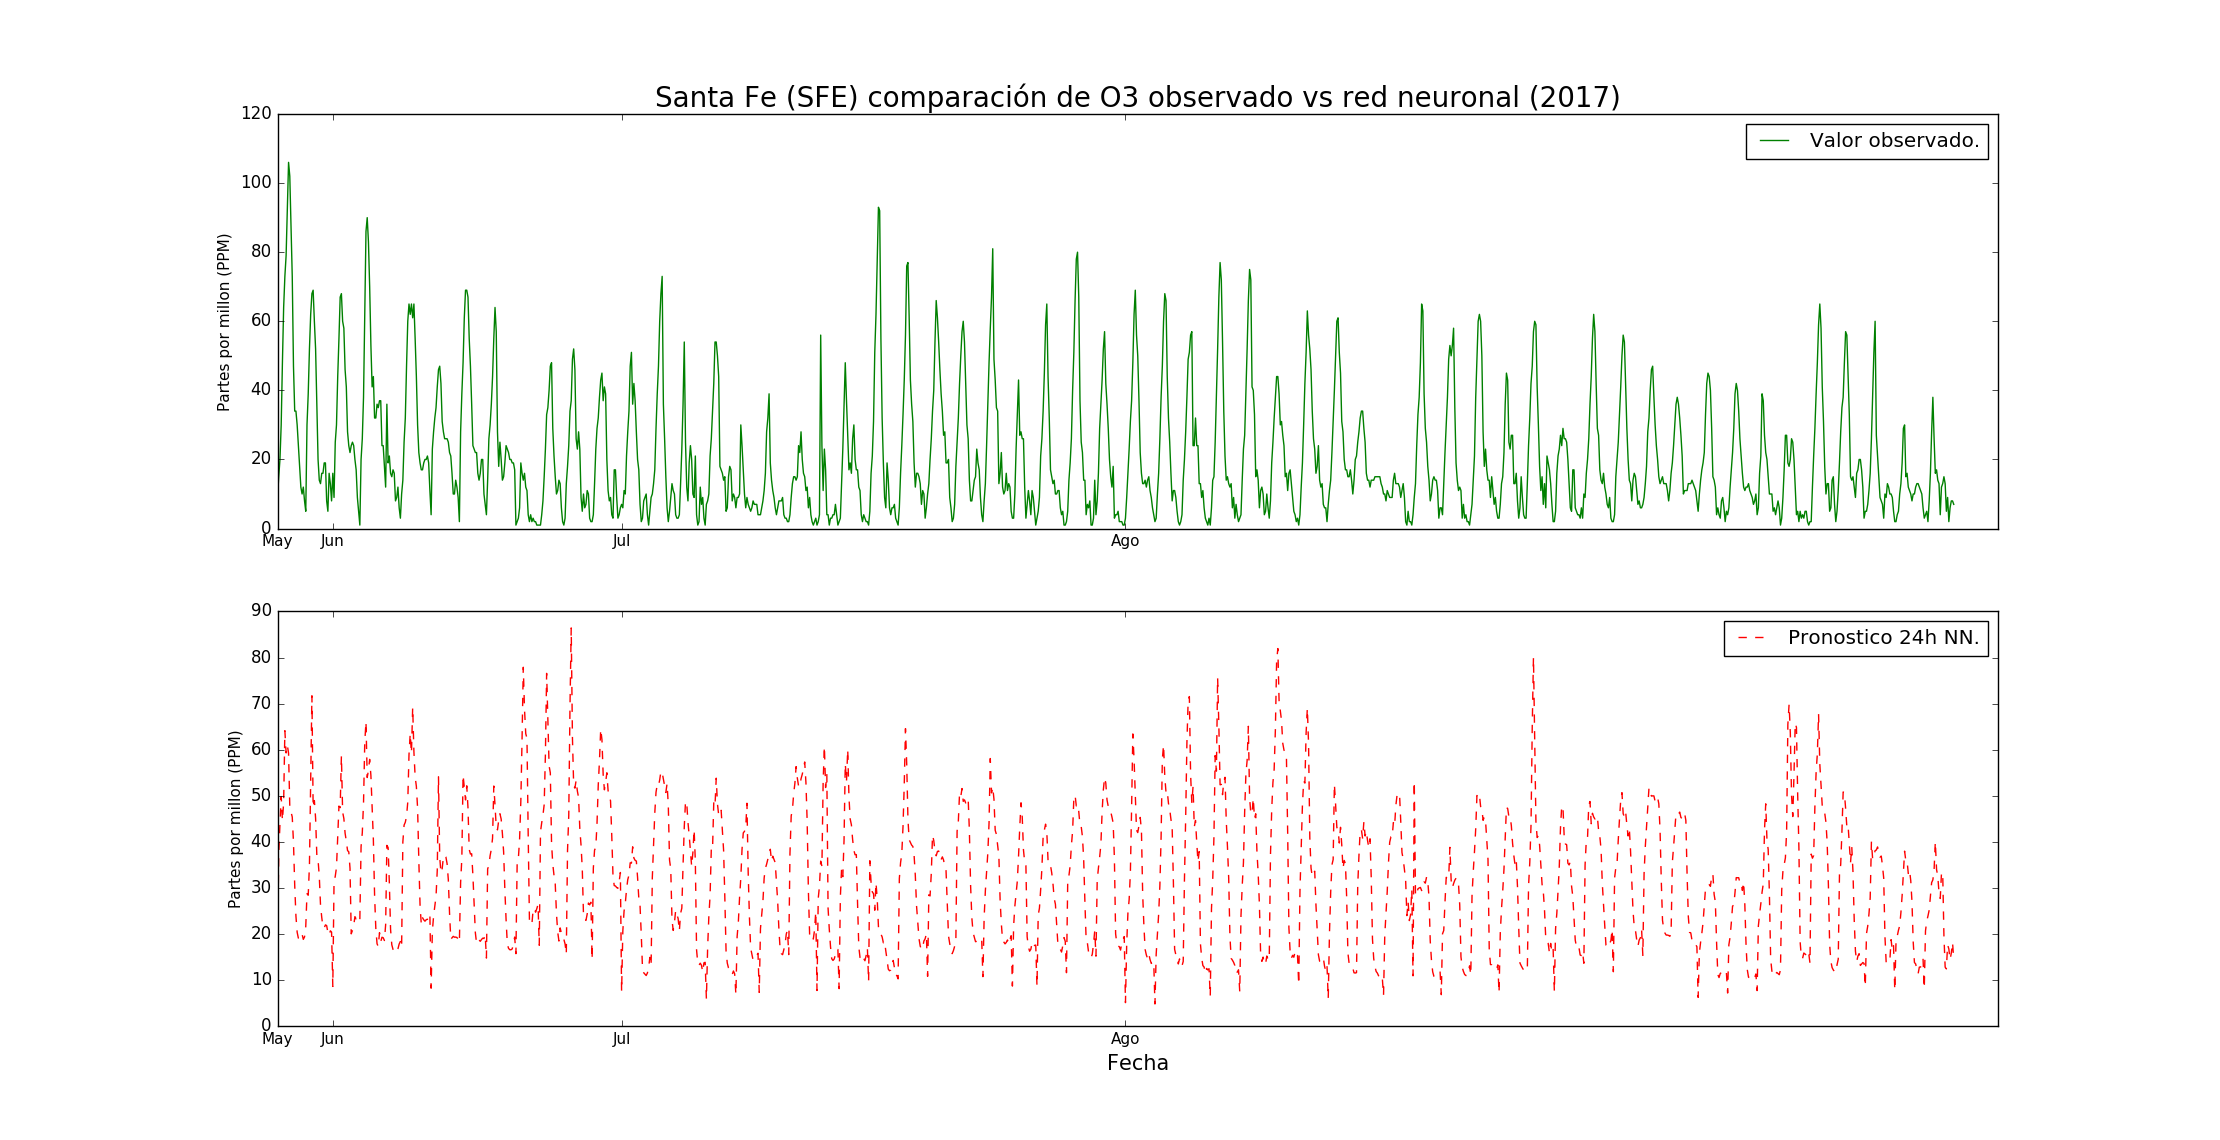 Santa Fe (SFE) comparación de O3 observado vs red neuronal (2017)
120
100
80
60
40
20
0
Partes por millon (PPM)
Valor observado.
May Jun Jul Ago
90
80
70
60
50
40
30
20
10
0
Partes por millon (PPM)
Pronostico 24h NN.
May Jun Jul Ago
Fecha